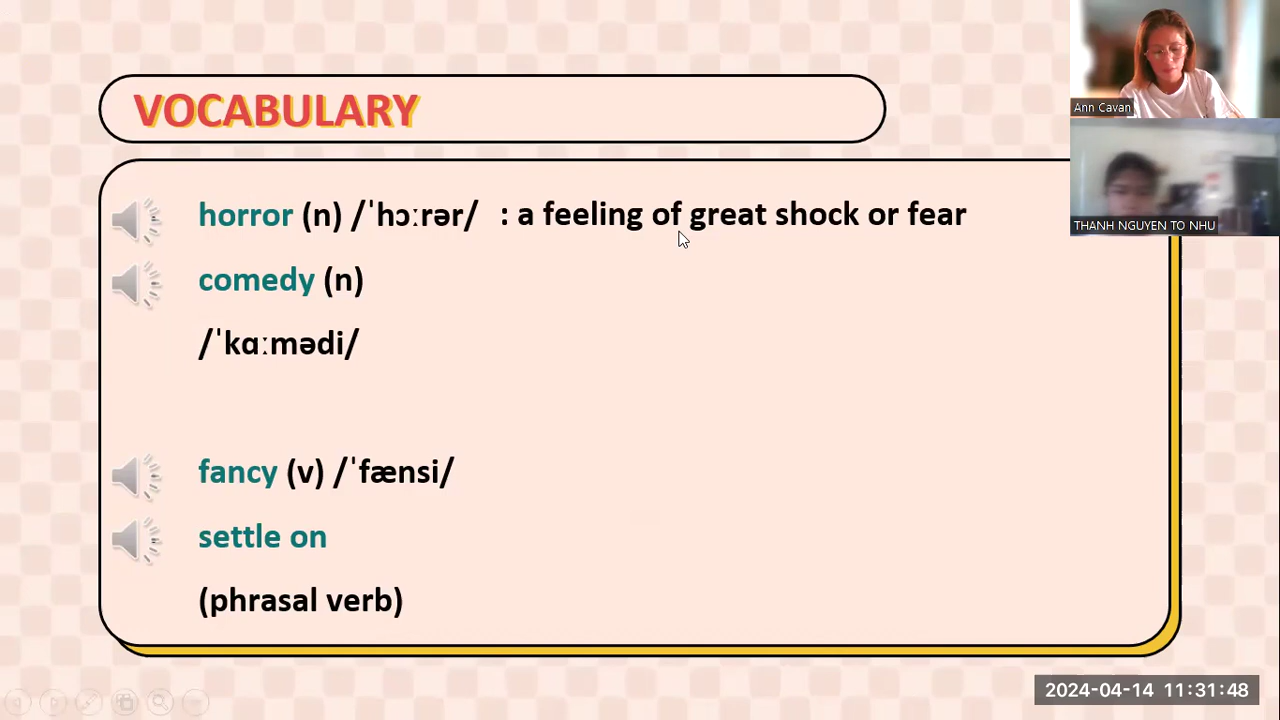 VOCABULARY
horror (n) /ˈhɔːrər/ : a feeling of great shock or fear
comedy (n)
/ˈkɑːmədi/
fancy (v) /ˈfænsi/
settle on
(phrasal verb)
Ann Cavan
THANH NGUYEN TO NHU
2024-04-14 11:31:48